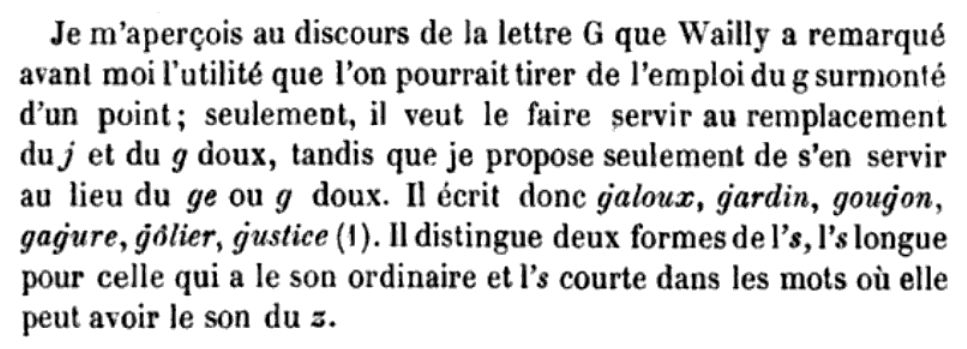 Je m'aperçois au discours de la lettre G que Wailly a remarqué
avant moi l'utilité que l'on pourrait tirer de l'emploi du g surmonté
d'un point; seulement, il veut le faire servir au remplacement
du j et du g doux, tandis que je propose seulement de s'en servir
au lieu du ge ou g doux. Il écrit donc ġaloux, ġardin, gouġon,
gaġure, ġôlier, ġustice (1). Il distingue deux formes de l's, l's longue
pour celle qui a le son ordinaire et l's courte dans les mots où elle
peut avoir le son du z.